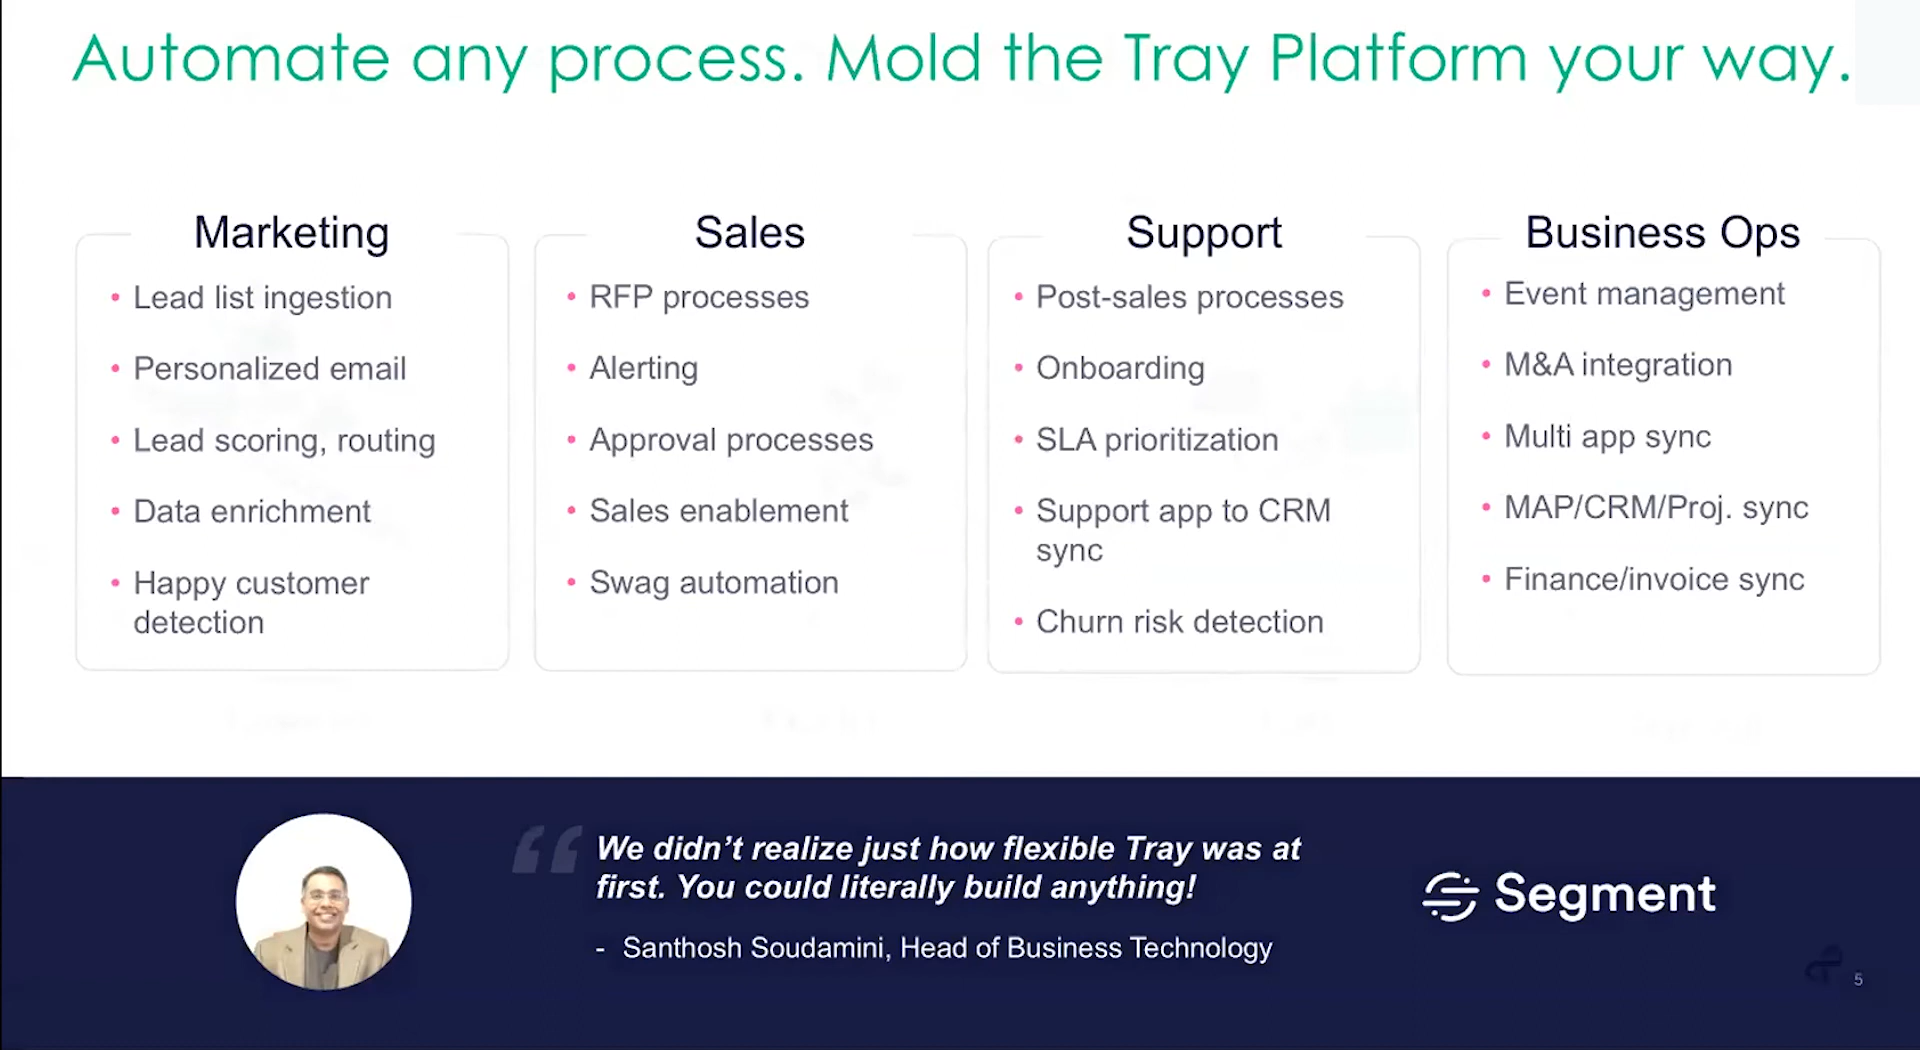 Automate any process. Mold the Tray Platform your way.
Marketing
• Lead list ingestion
• Personalized email
• Lead scoring, routing
• Data enrichment
• Happy customer
detection
Sales
• RFP processes
• Alerting
• Approval processes
• Sales enablement
• Swag automation
Support
• Post-sales processes
• Onboarding
• SLA prioritization
• Support app to CRM
sync
• Churn risk detection
Business Ops
• Event management
• M&A integration
• Multi app sync
• MAP/CRM/Proj. sync
• Finance/invoice sync
“ We didn’t realize just how flexible Tray was at
first. You could literally build anything!
- Santhosh Soudamini, Head of Business Technology
Segment
5